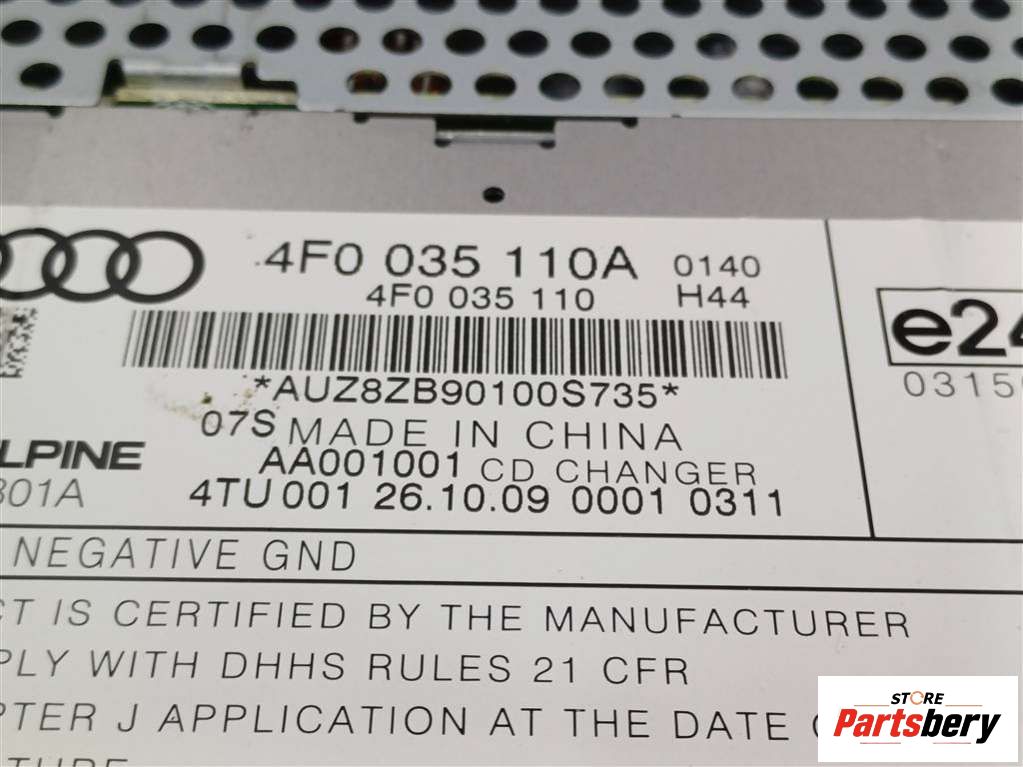 4F0 035 110A 0140
4F0 035 110 H44
*AUZ8ZB90100S735*
07S MADE IN CHINA
LPINE AA001001 CD CHANGER
801A 4TU 001 26.10.09 0001 0311
e24
0315
NEGATIVE GND
CT IS CERTIFIED BY THE MANUFACTURER
PLY WITH DHHS RULES 21 CFR
PTER J APPLICATION AT THE DATE
TURE
STORE
Partsbery